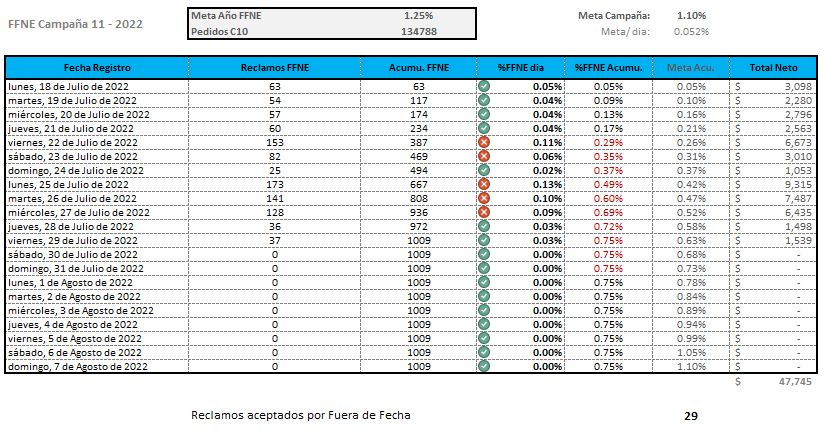 Meta Año FFNE 1.25% Meta Campaña: 1.10%
FFNE Campaña 11 - 2022
Pedidos C10 134788 Meta/ dia: 0.052%
Fecha Registro Reclamos FFNE Acumu. FFNE %FFNE dia %FFNE Acumu. Meta Acu. Total Neto
lunes, 18 de Julio de 2022 63 63 0.05% 0.05% 0.05% $ 3,098
martes, 19 de Julio de 2022 54 117 0.04% 0.09% 0.10% $ 2,280
miércoles, 20 de Julio de 2022 57 174 0.04% 0.13% 0.16% $ 2,796
jueves, 21 de Julio de 2022 60 234 0.04% 0.17% 0.21% $ 2,563
viernes, 22 de Julio de 2022 153 387 0.11% 0.29% 0.26% $ 6,673
sábado, 23 de Julio de 2022 82 469 0.06% 0.35% 0.31% $ 3,010
domingo, 24 de Julio de 2022 25 494 0.02% 0.37% 0.37% $ 1,053
lunes, 25 de Julio de 2022 173 667 0.13% 0.49% 0.42% $ 9,315
martes, 26 de Julio de 2022 141 808 0.10% 0.60% 0.47% $ 7,487
miércoles, 27 de Julio de 2022 128 936 0.09% 0.69% 0.52% $ 6,435
jueves, 28 de Julio de 2022 36 972 0.03% 0.72% 0.58% $ 1,498
viernes, 29 de Julio de 2022 37 1009 0.03% 0.75% 0.63% $ 1,539
sábado, 30 de Julio de 2022 0 1009 0.00% 0.75% 0.68% $ -
domingo, 31 de Julio de 2022 0 1009 0.00% 0.75% 0.73% $ -
lunes, 1 de Agosto de 2022 0 1009 0.00% 0.75% 0.78% $ -
martes, 2 de Agosto de 2022 0 1009 0.00% 0.75% 0.84% $ -
miércoles, 3 de Agosto de 2022 0 1009 0.00% 0.75% 0.89% $ -
jueves, 4 de Agosto de 2022 0 1009 0.00% 0.75% 0.94% $ -
viernes, 5 de Agosto de 2022 0 1009 0.00% 0.75% 0.99% $ -
sábado, 6 de Agosto de 2022 0 1009 0.00% 0.75% 1.05% $ -
domingo, 7 de Agosto de 2022 0 1009 0.00% 0.75% 1.10% $ -
$ 47,745
Reclamos aceptados por Fuera de Fecha 29